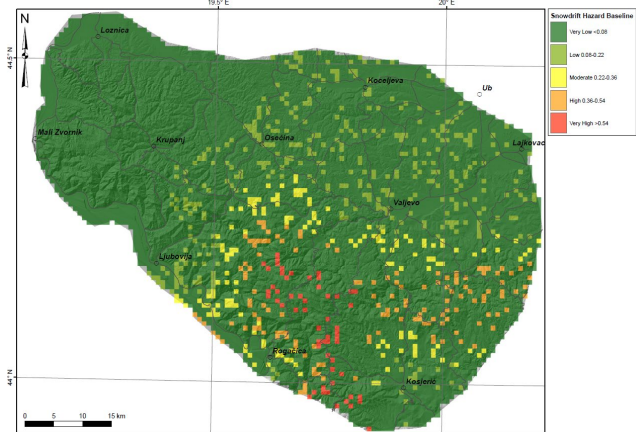 19.5° E
20° E
Snowdrift Hazard Baseline
N
Loznica
Very Low <0.08
44.5° N
Low 0.08-0.22
Koceljeva
Moderate 0.22-0.36
Ub
High 0.36-0.54
Very High >0.54
Mali Zvornik
Krupanj
Osečina
Lajkovac
Valjevo
Ljubovija
Rogačica
44° N
Kosjerić
0 5 10 15 km